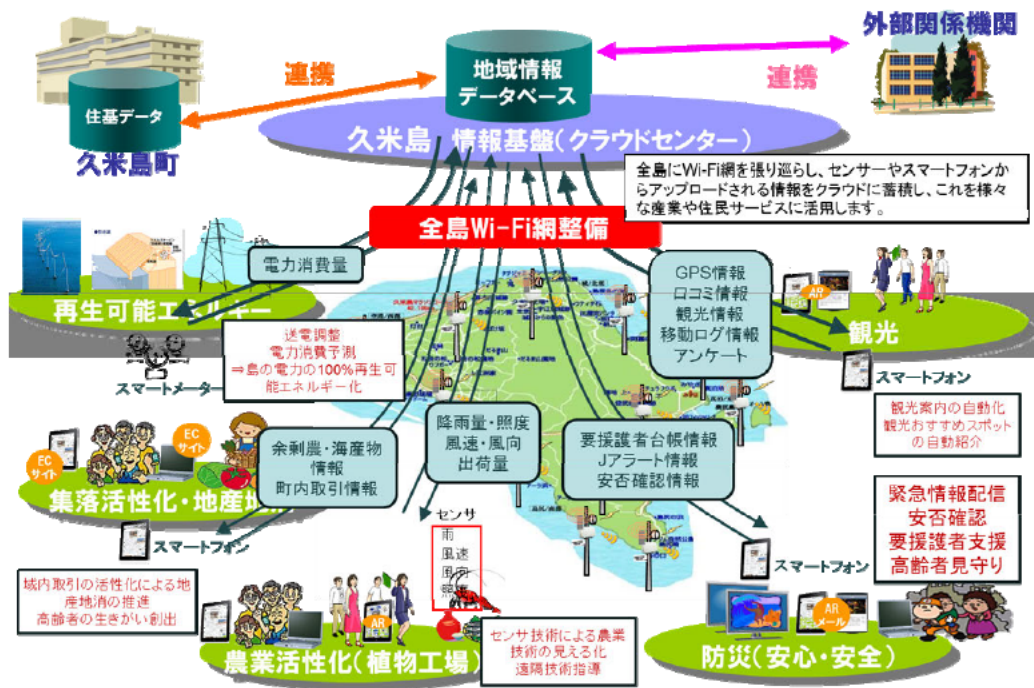 外部関係機関
連携
連携
地域情報
データベース
住基データ
久米島町
久米島 情報基盤(クラウドセンター)
全島にWi-Fi網を張り巡らし、センサーやスマートフォンか
らアップロードされる情報をクラウドに蓄積し、これを様々
な産業や住民サービスに活用します。
全島Wi-Fi網整備
電力消費量
再生可能エネルギー
送電調整
電力消費予測
⇒島の電力の100%再生可
能エネルギー化
スマートメーター
GPS情報
口コミ情報
観光情報
移動ログ情報
アンケート
AR
観光
スマートフォン
観光案内の自動化
観光おすすめスポット
の自動紹介
EC
サイト
EC
サイト
余剰農・海産物
情報
町内取引情報
集落活性化・地産地
スマートフォン
域内取引の活性化による地
産地消の推進
高齢者の生きがい創出
降雨量・照度
風速・風向
出荷量
センサ
雨
風速
風向
要援護者台帳情報
Jアラート情報
安否確認情報
緊急情報配信
安否確認
要援護者支援
高齢者見守り
スマートフォン
AR
農業活性化(植物工場)
センサ技術による農業
技術の見える化
遠隔技術指導
AR
メール
防災(安心・安全)